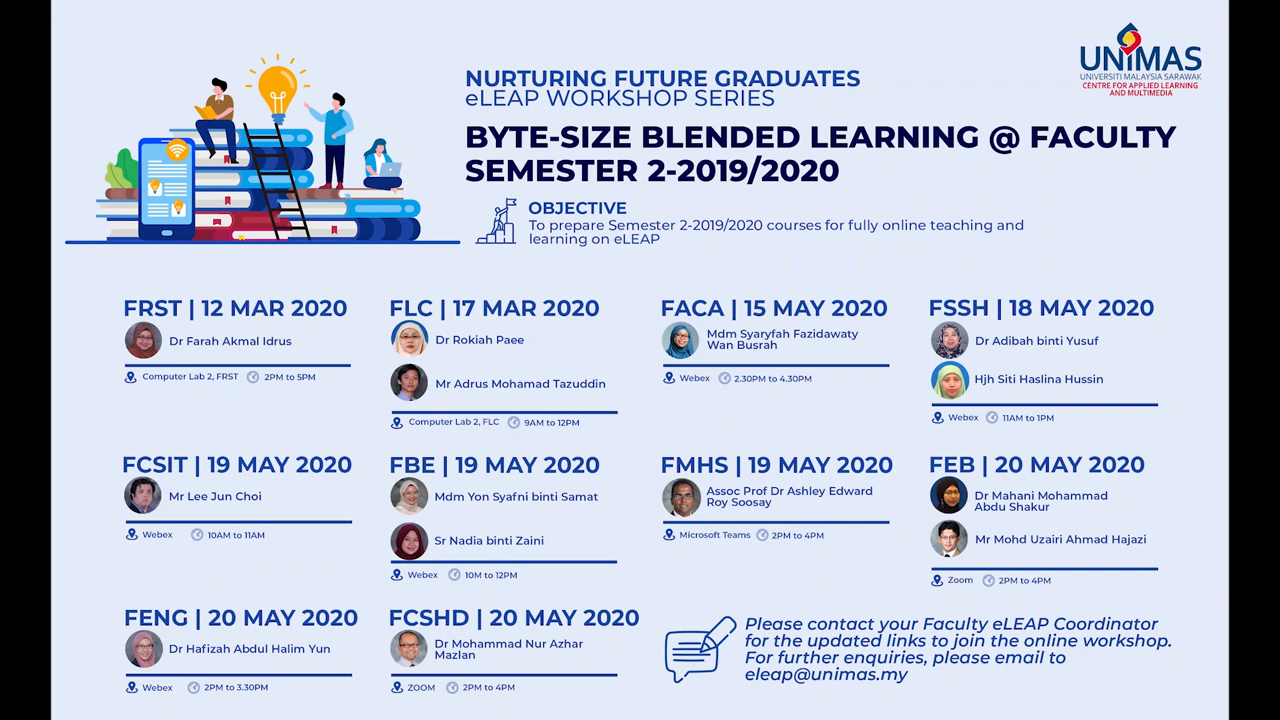 UNIMAS
UNIVERSITI MALAYSIA SARAWAK
CENTRE FOR APPLIED LEARNING
AND MULTIMEDIA
NURTURING FUTURE GRADUATES
eLEAP WORKSHOP SERIES
BYTE-SIZE BLENDED LEARNING @ FACULTY
SEMESTER 2-2019/2020
OBJECTIVE
To prepare Semester 2-2019/2020 courses for fully online teaching and
learning on eLEAP
FRST | 12 MAR 2020
Dr Farah Akmal Idrus
Computer Lab 2, FRST 2PM to 5PM
FLC | 17 MAR 2020
Dr Rokiah Paee
Mr Adrus Mohamad Tazuddin
Computer Lab 2, FLC 9AM to 12PM
FACA | 15 MAY 2020
Mdm Syaryfah Fazidawaty
Wan Busrah
Webex 2.30PM to 4.30PM
FSSH | 18 MAY 2020
Dr Adibah binti Yusuf
Hjh Siti Haslina Hussin
Webex 11AM to 1PM
FCSIT | 19 MAY 2020
Mr Lee Jun Choi
Webex 10AM to 11AM
FBE | 19 MAY 2020
Mdm Yon Syafni binti Samat
Sr Nadia binti Zaini
Webex 10M to 12PM
FMHS | 19 MAY 2020
Assoc Prof Dr Ashley Edward
Roy Soosay
Microsoft Teams 2PM to 4PM
FEB | 20 MAY 2020
Dr Mahani Mohammad
Abdu Shakur
Mr Mohd Uzairi Ahmad Hajazi
Zoom 2PM to 4PM
FENG | 20 MAY 2020
Dr Hafizah Abdul Halim Yun
Webex 2PM to 3.30PM
FCSHD | 20 MAY 2020
Dr Mohammad Nur Azhar
Mazlan
ZOOM 2PM to 4PM
Please contact your Faculty eLEAP Coordinator
for the updated links to join the online workshop.
For further enquiries, please email to
eleap@unimas.my